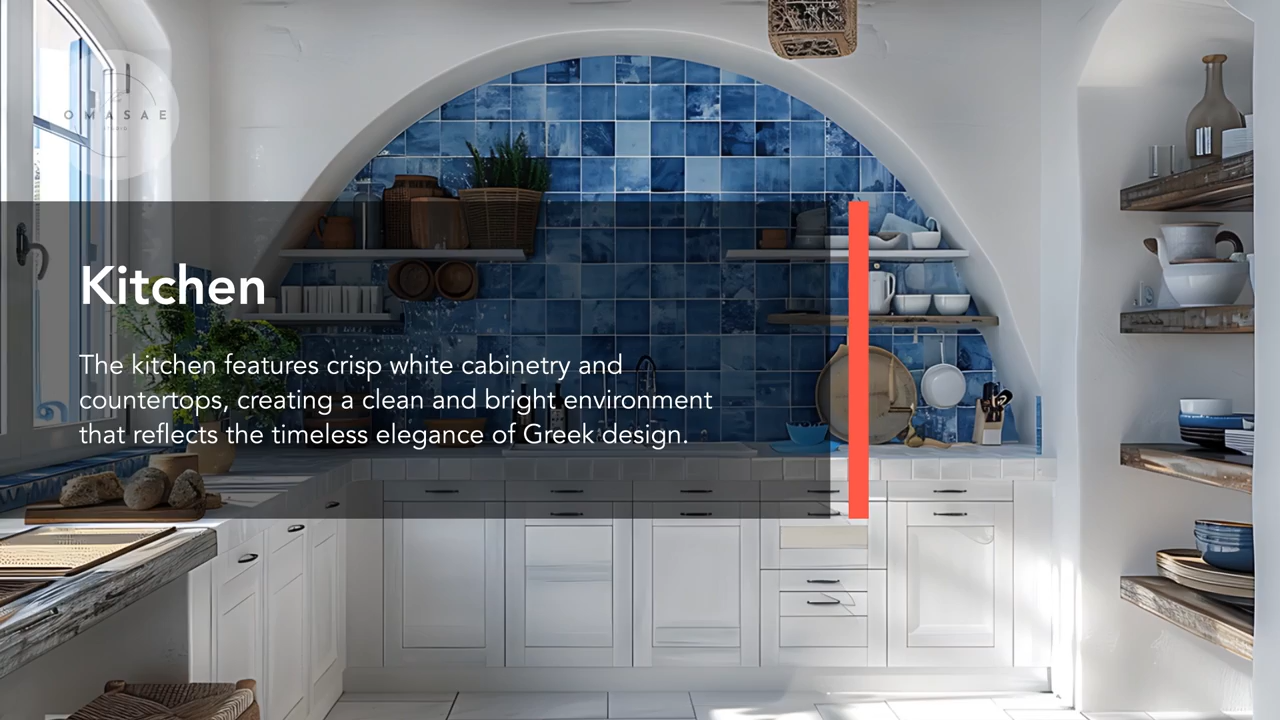 OMASAE
STUDIO
Kitchen
The kitchen features crisp white cabinetry and
countertops, creating a clean and bright environment
that reflects the timeless elegance of Greek design.